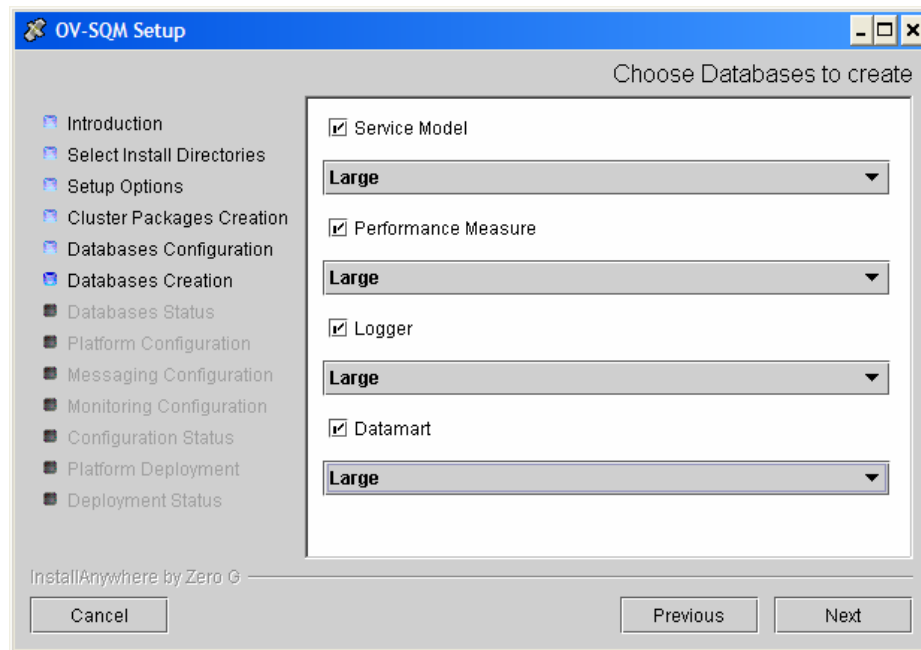 OV-SQM Setup
Choose Databases to create
Introduction
Select Install Directories
Setup Options
Cluster Packages Creation
Databases Configuration
Databases Creation
Databases Status
Platform Configuration
Messaging Configuration
Monitoring Configuration
Configuration Status
Platform Deployment
Deployment Status
Service Model
Large
Performance Measure
Large
Logger
Large
Datamart
Large
InstallAnywhere by Zero G
Cancel
Previous
Next